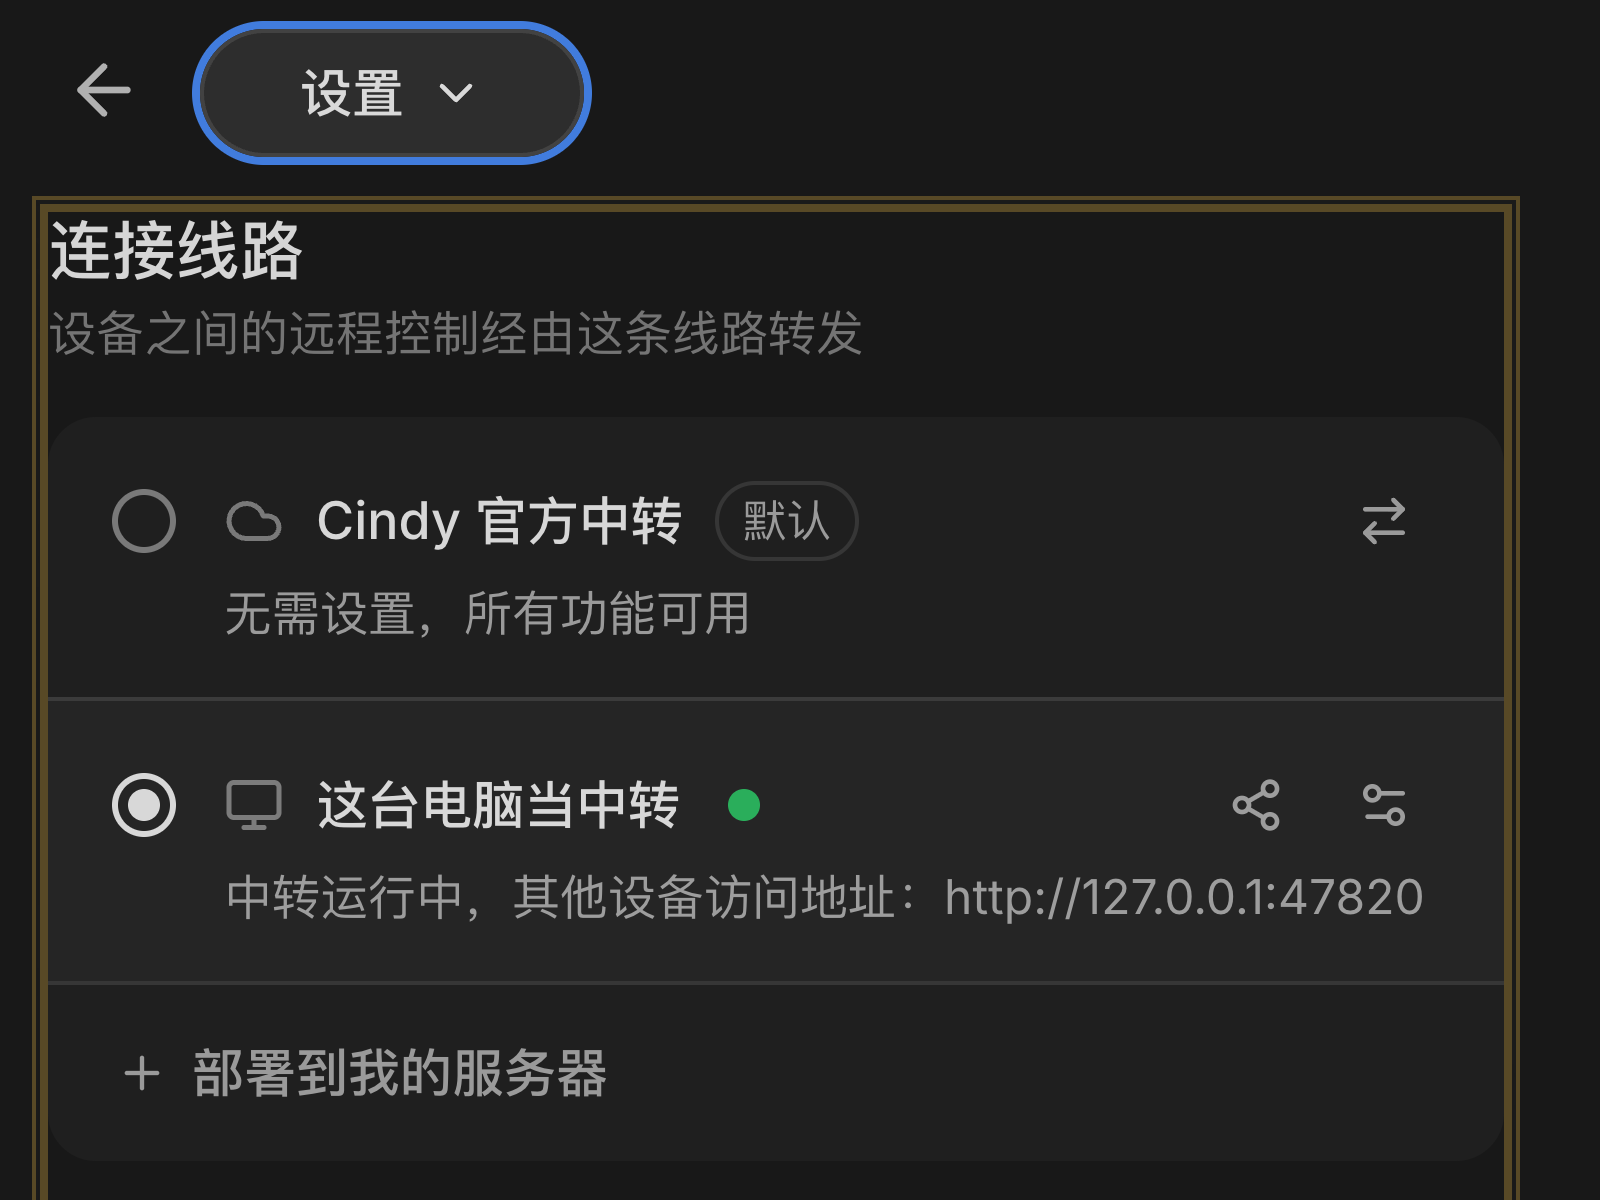 设置
连接线路
设备之间的远程控制经由这条线路转发
Cindy 官方中转 默认
无需设置，所有功能可用
这台电脑当中转
中转运行中，其他设备访问地址：http://127.0.0.1:47820
部署到我的服务器